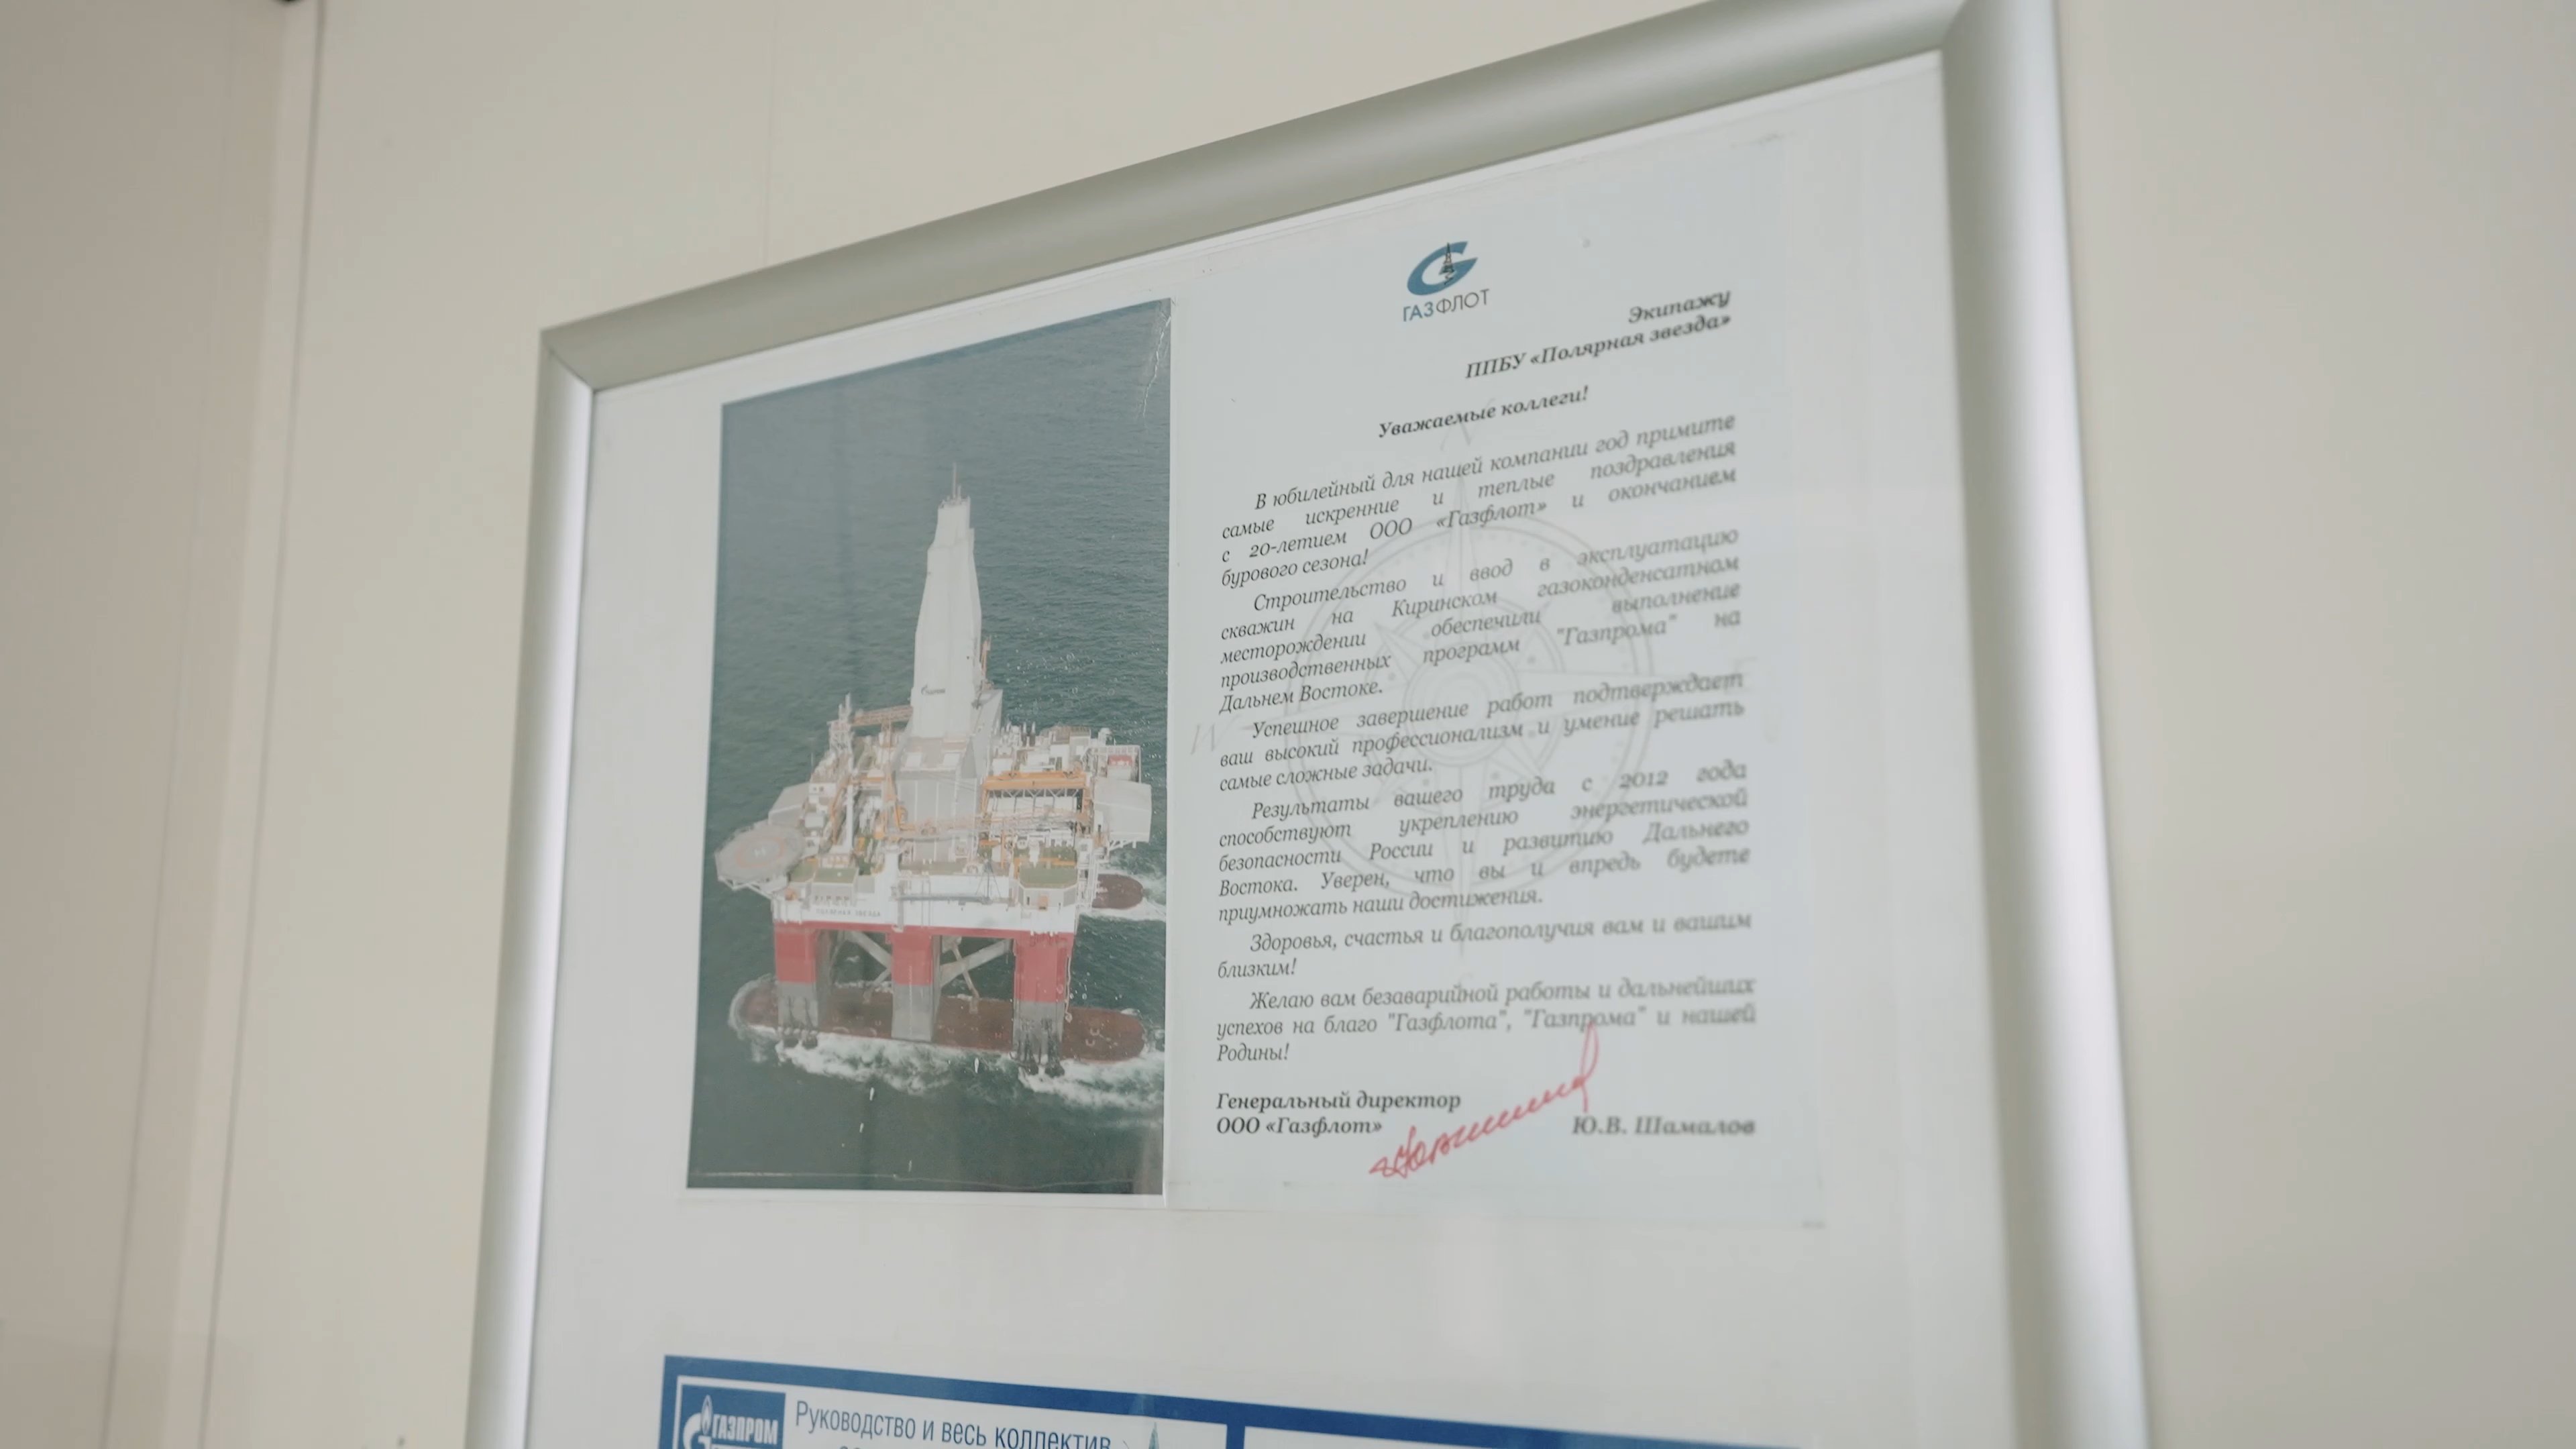 ГАЗФЛОТ
Экипажу
ППБУ «Полярная звезда»
Уважаемые коллеги!
В юбилейный для нашей компании год примите
самые искренние и теплые поздравления
с 20-летием ООО «Газфлот» и окончанием
бурового сезона!
Строительство и ввод в эксплуатацию
скважин на Киринском газоконденсатном
месторождении обеспечили выполнение
производственных программ "Газпрома" на
Дальнем Востоке.
Успешное завершение работ подтверждает
ваш высокий профессионализм и умение решать
самые сложные задачи.
Результаты вашего труда с 2012 года
способствуют укреплению энергетической
безопасности России и развитию Дальнего
Востока. Уверен, что вы и впредь будете
приумножать наши достижения.
Здоровья, счастья и благополучия вам и вашим
близким!
Желаю вам безаварийной работы и дальнейших
успехов на благо "Газфлота", "Газпрома" и нашей
Родины!
Генеральный директор
ООО «Газфлот»
Ю.В. Шамалов
ГАЗПРОМ
Руководство и весь коллектив